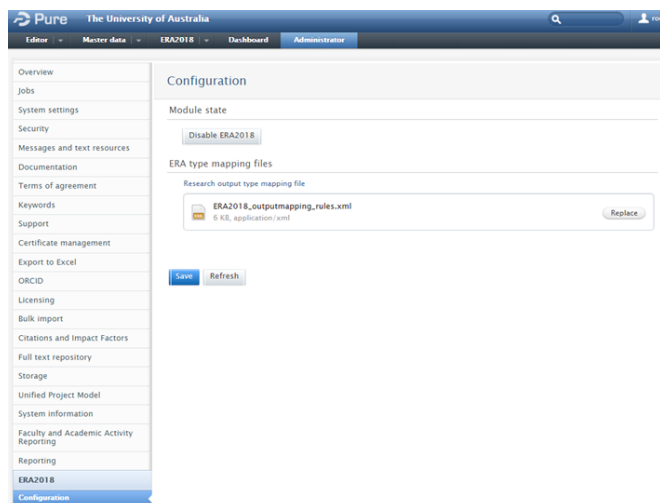 Pure The University of Australia
Editor Master data ERA2018 Dashboard Administrator
Overview
Jobs
System settings
Security
Messages and text resources
Documentation
Terms of agreement
Keywords
Support
Certificate management
Export to Excel
ORCID
Licensing
Bulk import
Citations and Impact Factors
Full text repository
Storage
Unified Project Model
System information
Faculty and Academic Activity
Reporting
Reporting
ERA2018
Configuration
Configuration
Module state
Disable ERA2018
ERA type mapping files
Research output type mapping file
ERA2018_outputmapping_rules.xml
6 KB, application/xml
Replace
Save Refresh